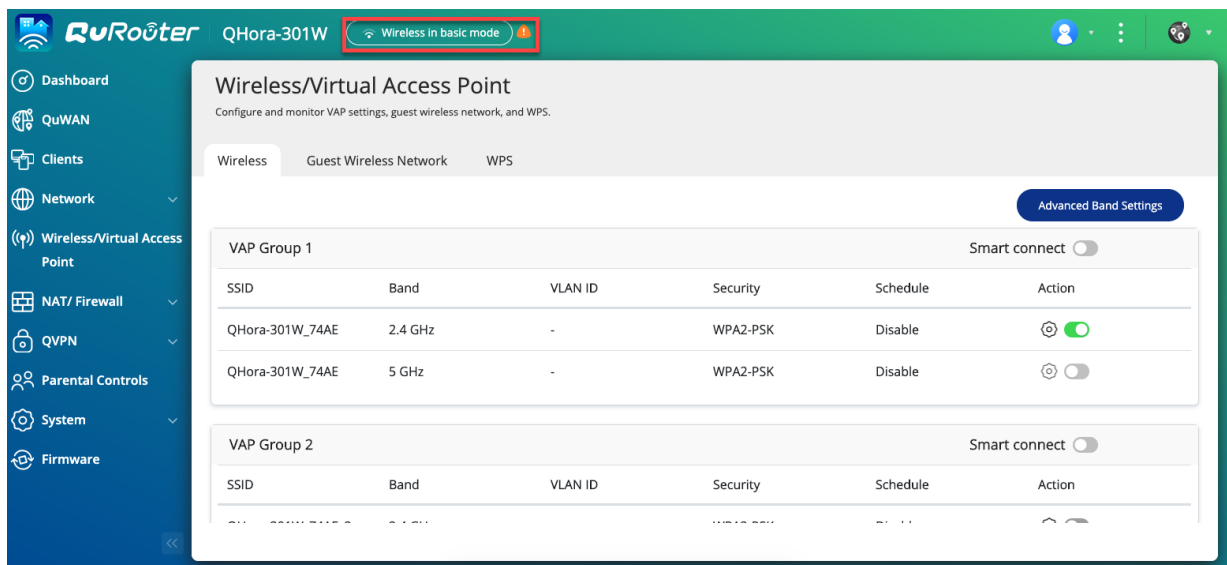 QuRoûter QHora-301W Wireless in basic mode
Dashboard
QuWAN
Clients
Network
Wireless/Virtual Access
Point
NAT/ Firewall
QVPN
Parental Controls
System
Firmware
Wireless/Virtual Access Point
Configure and monitor VAP settings, guest wireless network, and WPS.
Wireless Guest Wireless Network WPS
Advanced Band Settings
VAP Group 1 Smart connect
SSID Band VLAN ID Security Schedule Action
QHora-301W_74AE 2.4 GHz - WPA2-PSK Disable
QHora-301W_74AE 5 GHz - WPA2-PSK Disable
VAP Group 2 Smart connect
SSID Band VLAN ID Security Schedule Action